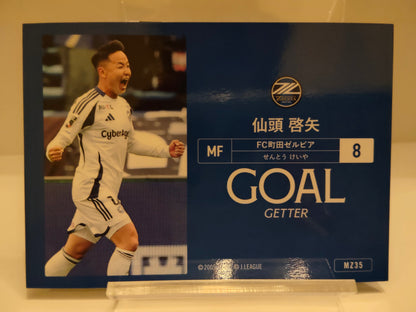 ZELVIA
仙頭 啓矢
MF
FC町田ゼルビア
せんとう けいや
8
GOAL
GETTER
J.LEAGUE
MZ35